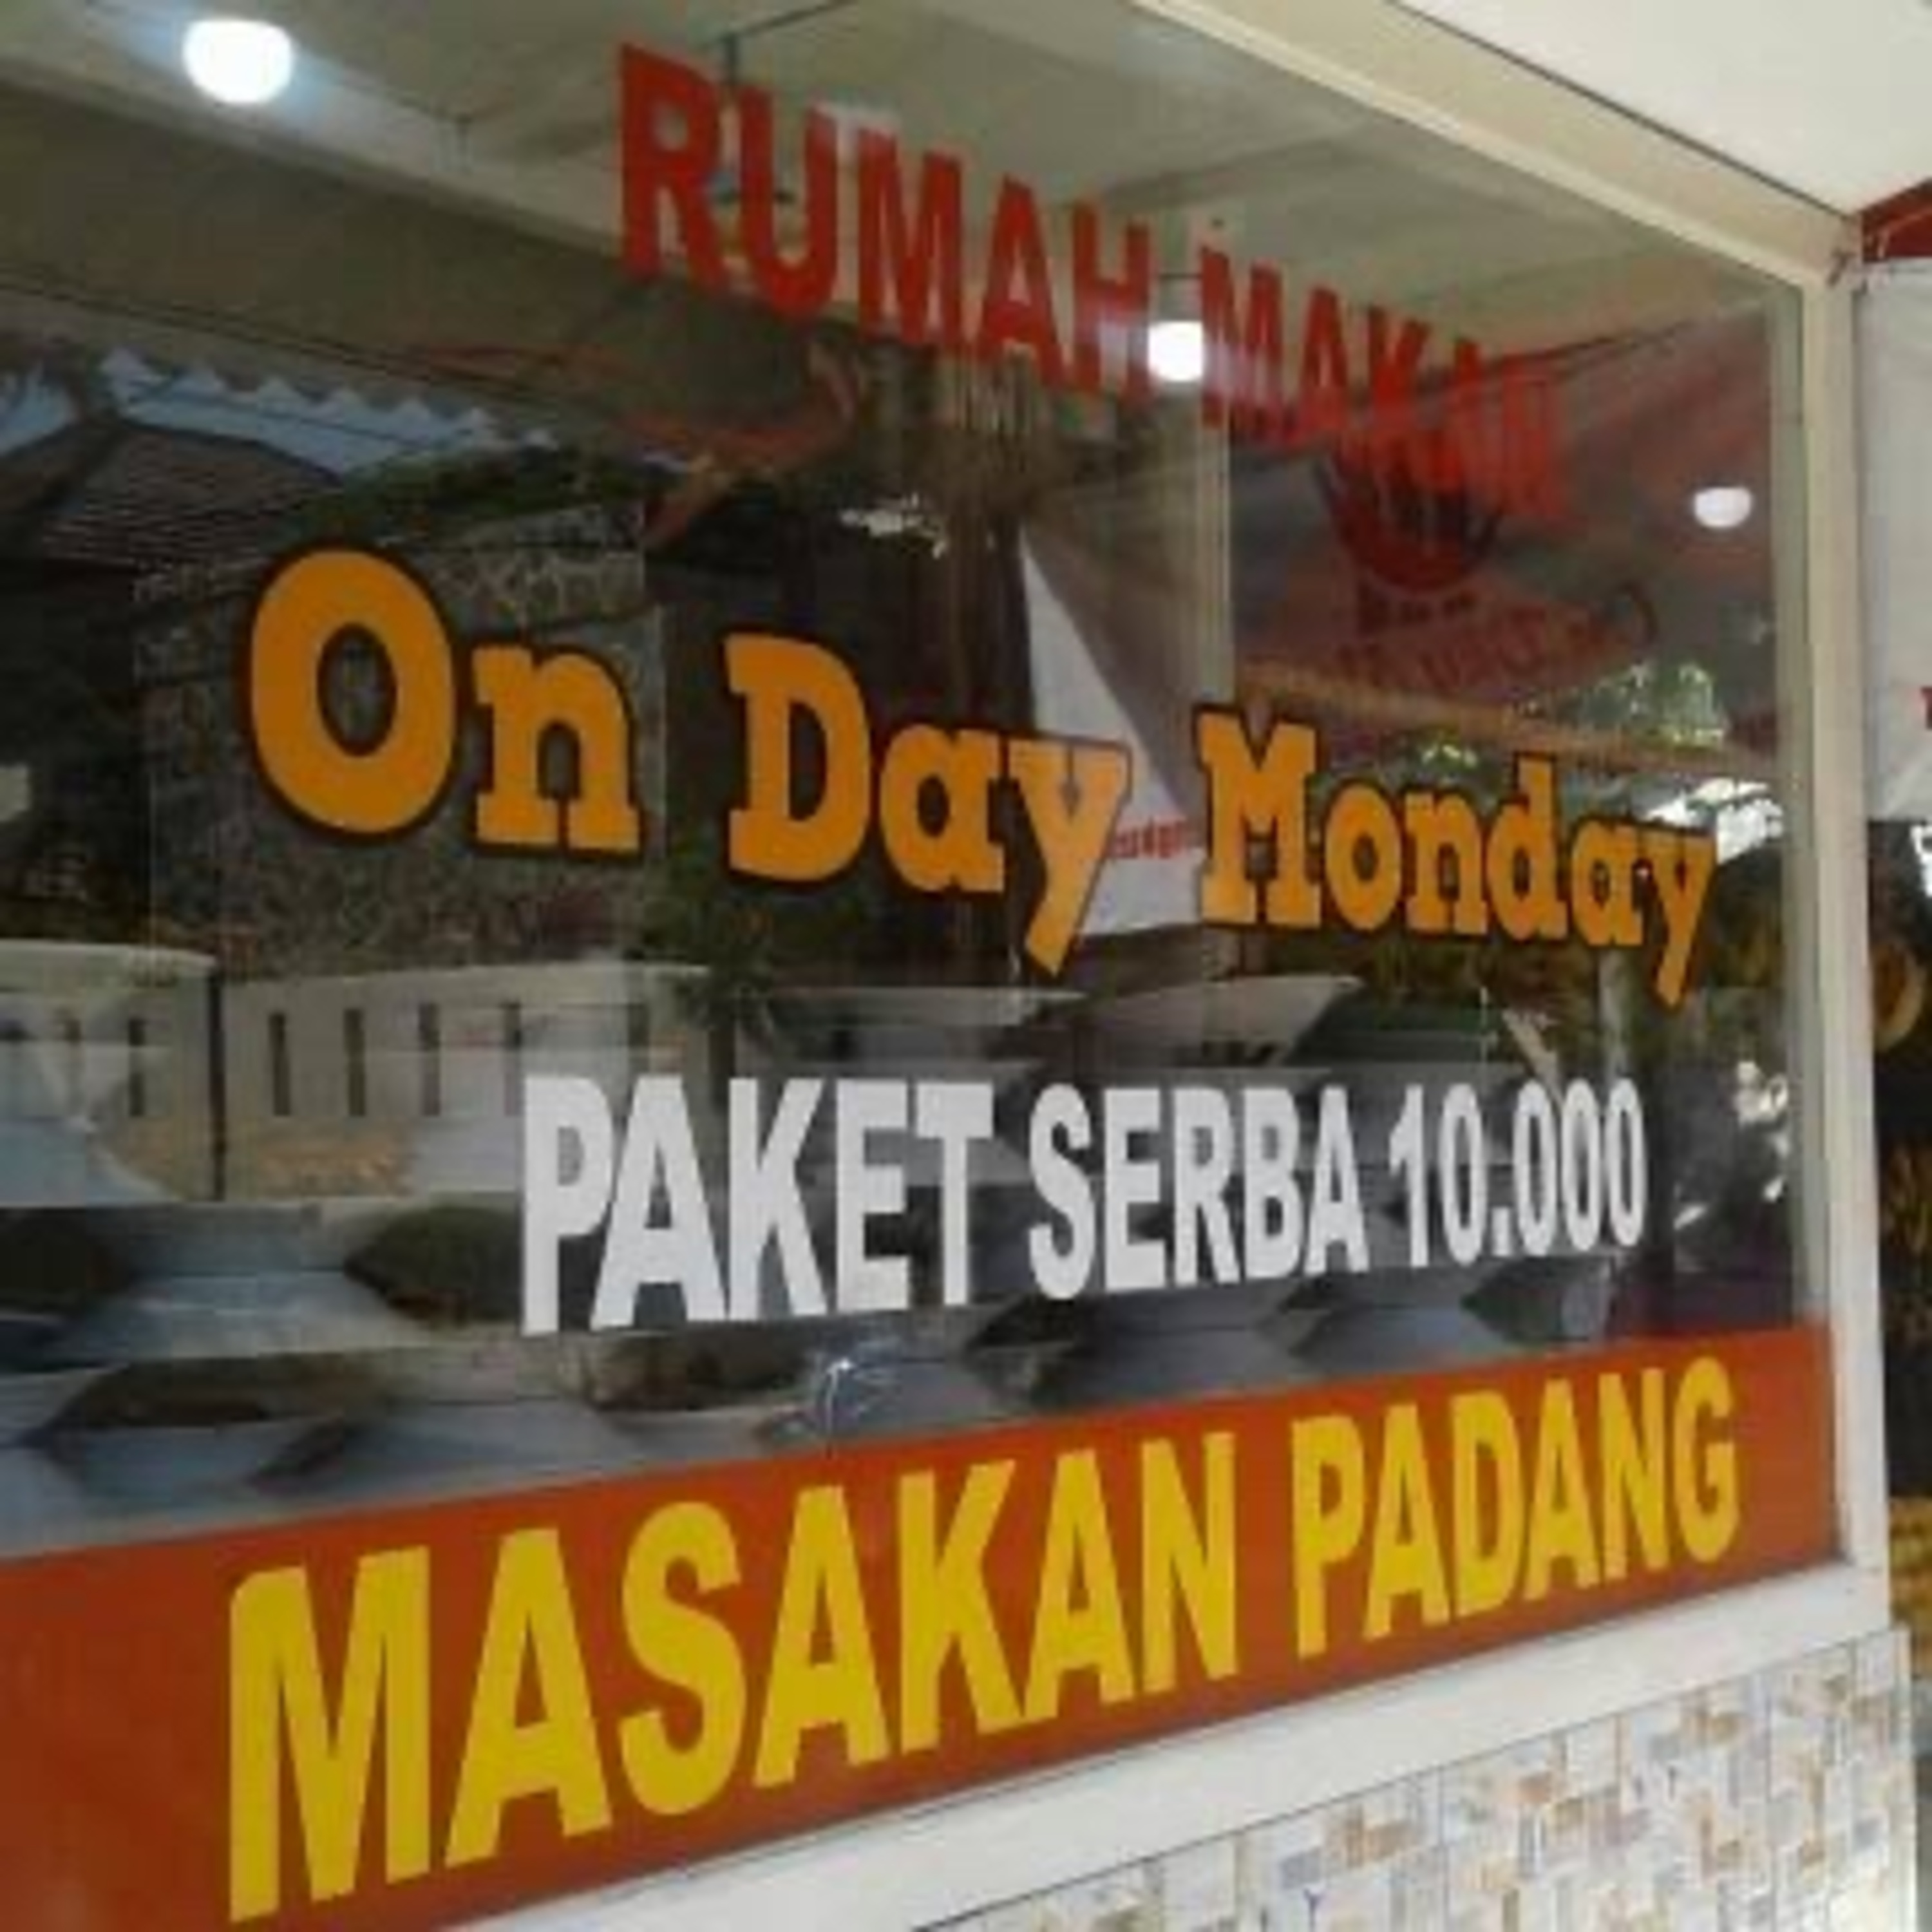 RUMAH MAKAN
On Day Monday
PAKET SERBA 10.000
MASAKAN PADANG